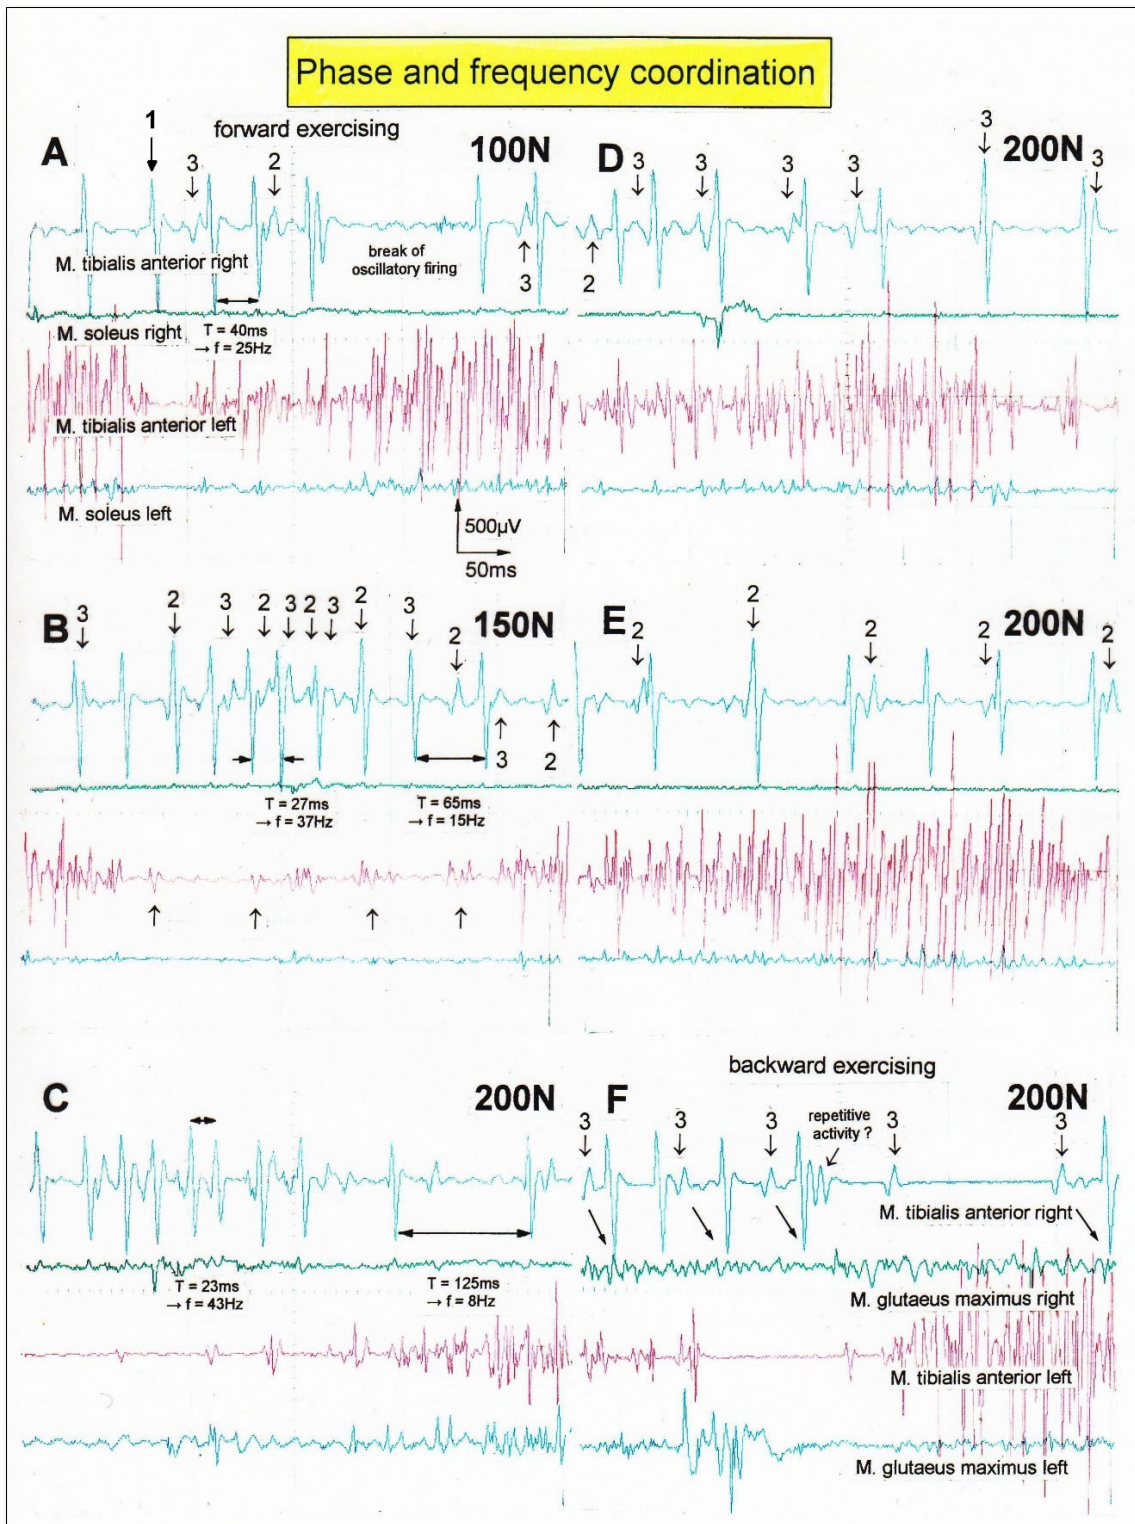 Phase and frequency coordination
A
1
forward exercising
3
2
100N
break of
oscillatory firing
3
M. tibialis anterior right
M. soleus right
T = 40ms
→ f = 25Hz
M. tibialis anterior left
M. soleus left
500µV
50ms
D
3
3
3
3
3
200N
3
2
B
3
2
3
2
3
2
3
2
3
2
150N
3
2
T = 27ms
→ f = 37Hz
T = 65ms
→ f = 15Hz
E
2
2
2
2
200N
2
C
200N
T = 23ms
→ f = 43Hz
T = 125ms
→ f = 8Hz
backward exercising
F
3
3
3
repetitive
activity ?
3
200N
3
M. tibialis anterior right
M. glutaeus maximus right
M. tibialis anterior left
M. glutaeus maximus left